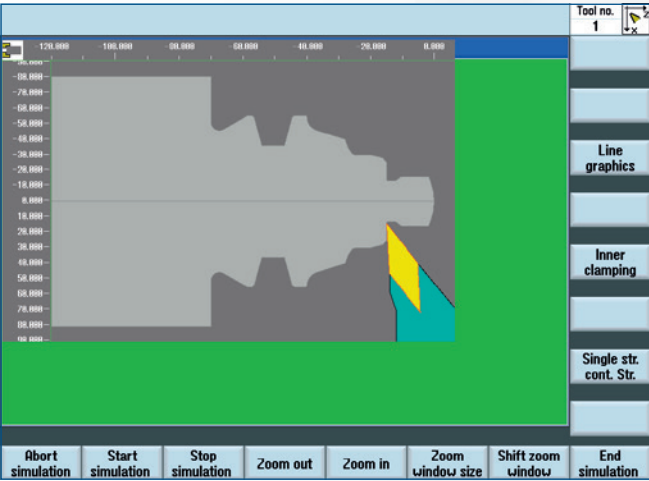 Tool no.
1
Z
X
-120.000 -100.000 -80.000 -60.000 -40.000 -20.000 0.000
-90.000
-80.000
-70.000
-60.000
-50.000
-40.000
-30.000
-20.000
-10.000
0.000
10.000
20.000
30.000
40.000
50.000
60.000
70.000
80.000
90.000
Line
graphics
Inner
clamping
Single str.
cont. Str.
Abort
simulation
Start
simulation
Stop
simulation
Zoom out
Zoom in
Zoom
window size
Shift zoom
window
End
simulation